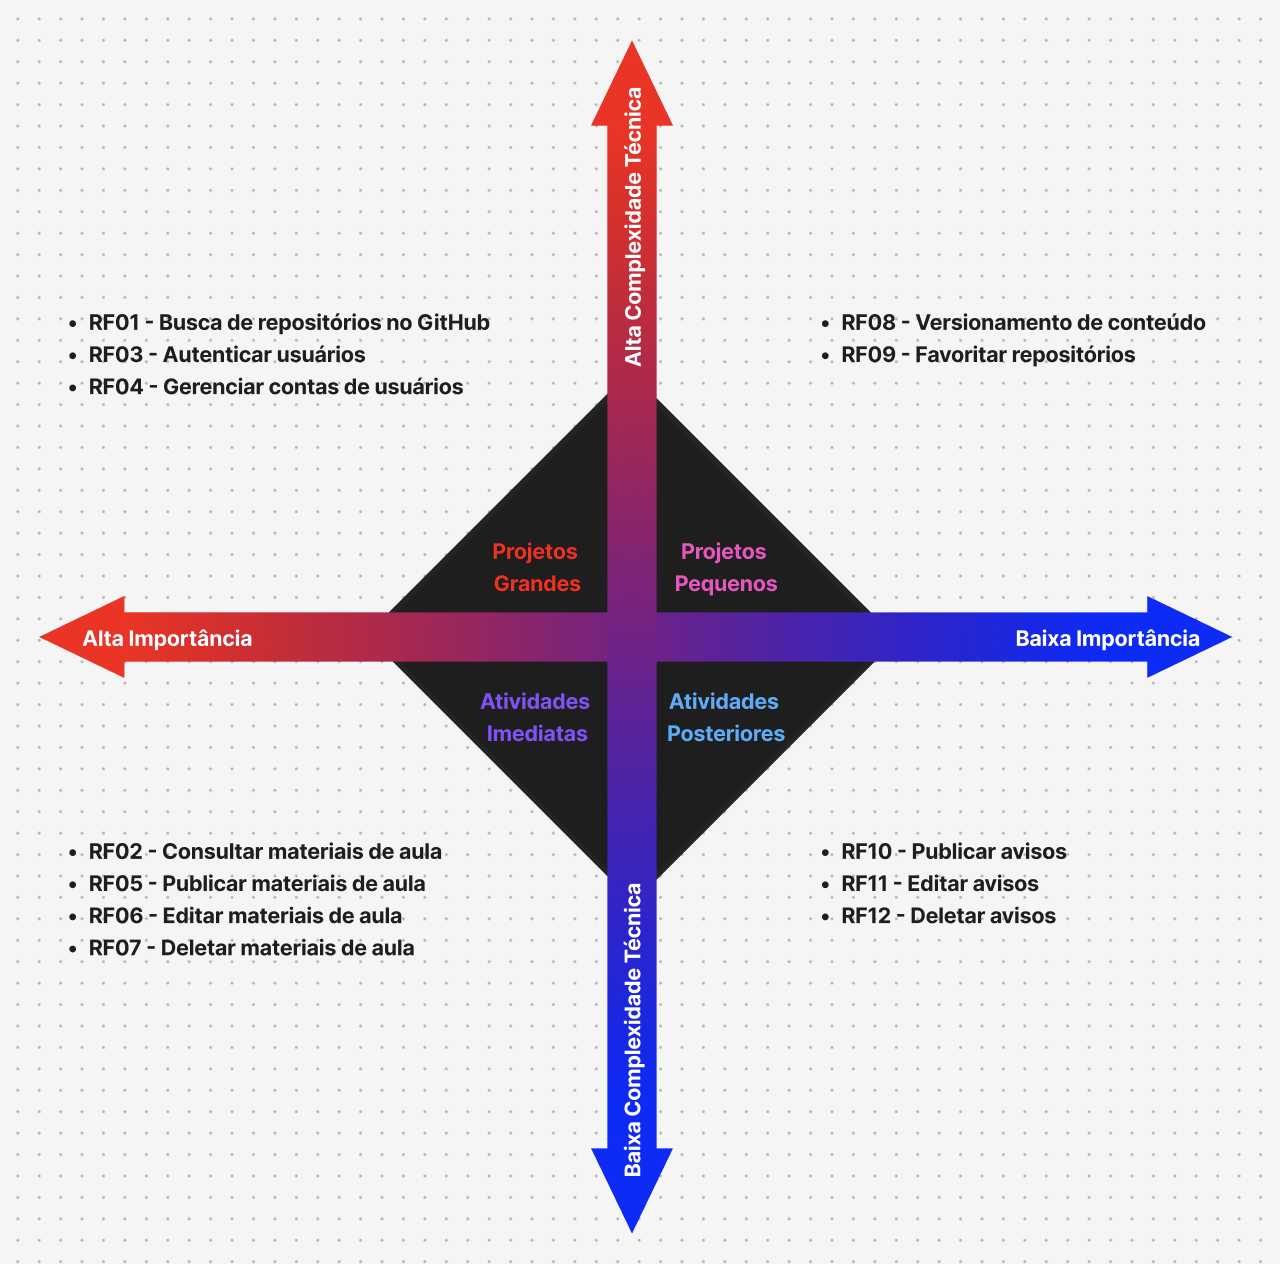 Alta Complexidade Técnica
• RF01 - Busca de repositórios no GitHub
• RF03 - Autenticar usuários
• RF04 - Gerenciar contas de usuários
• RF08 - Versionamento de conteúdo
• RF09 - Favoritar repositórios
Projetos
Grandes
Projetos
Pequenos
Alta Importância
Baixa Importância
Atividades
Imediatas
Atividades
Posteriores
• RF02 - Consultar materiais de aula
• RF05 - Publicar materiais de aula
• RF06 - Editar materiais de aula
• RF07 - Deletar materiais de aula
• RF10 - Publicar avisos
• RF11 - Editar avisos
• RF12 - Deletar avisos
Baixa Complexidade Técnica